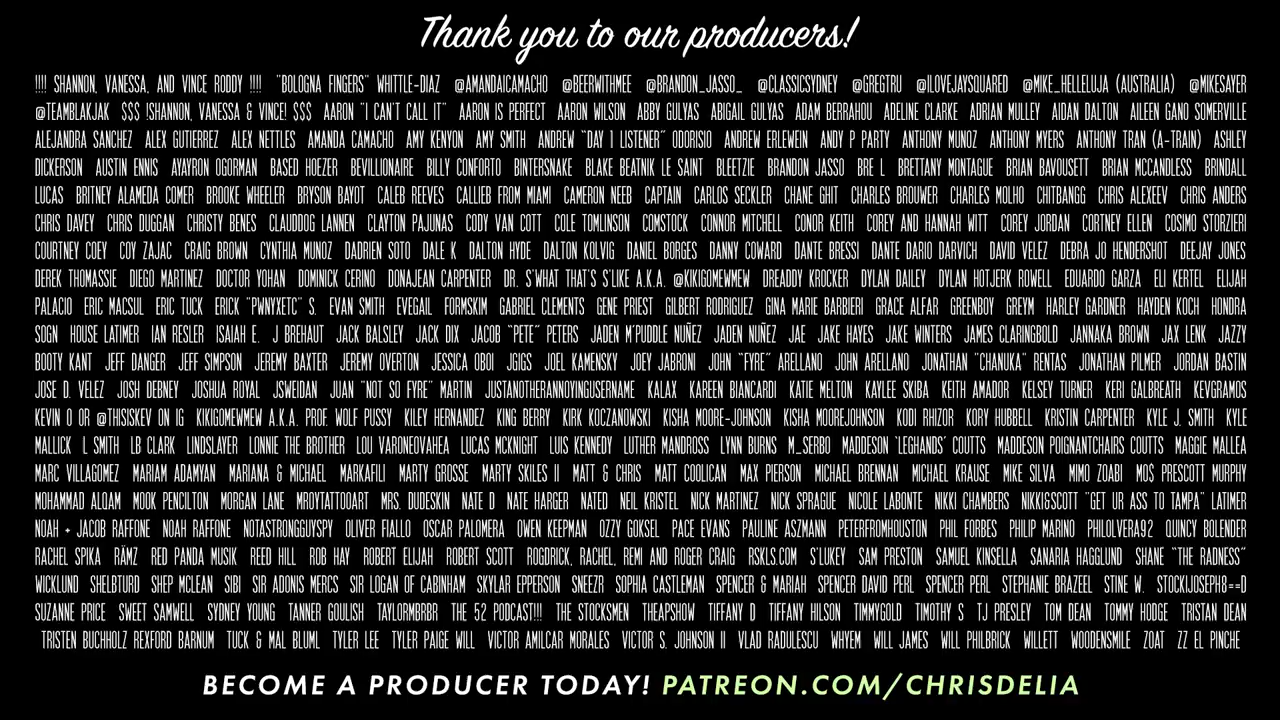 Thank you to our producers!
!!!! SHANNON, VANESSA, AND VINCE RODDY !!!! "BOLOGNA FINGERS" WHITTLE-DIAZ @AMANDA1CAMACHO @BEERWITHMEE @BRANDON_JASSO_ @CLASSICSYDNEY @GREGTRU @ILOVEJAYSQUARED @MIKE_HELLELUJA (AUSTRALIA) @MIKESAYER
@TEAMBLAKJAK $$$ !SHANNON, VANESSA & VINCE! $$$ AARON "I CAN'T CALL IT" AARON IS PERFECT AARON WILSON ABBY GULYAS ABIGAIL GULYAS ADAM BERRAHOU ADELINE CLARKE ADRIAN MULLEY AIDAN DALTON AILEEN GANO SOMERVILLE
ALEJANDRA SANCHEZ ALEX GUTIERREZ ALEX NETTLES AMANDA CAMACHO AMY KENYON AMY SMITH ANDREW "DAY 1 LISTENER" ODORISIO ANDREW ERLEWEIN ANDY P PARTY ANTHONY MUNOZ ANTHONY MYERS ANTHONY TRAN (A-TRAIN) ASHLEY
DICKERSON AUSTIN ENNIS AYAYRON OGORMAN BASED HOEZER BEVILLIONAIRE BILLY CONFORTO BINTERSNAKE BLAKE BEATNIK LE SAINT BLEETZIE BRANDON JASSO BRE L BRETTANY MONTAGUE BRIAN BAVOUSETT BRIAN MCCANDLESS BRINDALL
LUCAS BRITNEY ALAMEDA COMER BROOKE WHEELER BRYSON BAYOT CALEB REEVES CALLIEB FROM MIAMI CAMERON NEEB CAPTAIN CARLOS SECKLER CHANE GHIT CHARLES BROUWER CHARLES MOLHO CHITBANGG CHRIS ALEXEEV CHRIS ANDERS
CHRIS DAVEY CHRIS DUGGAN CHRISTY BENES CLAUDDOG LANNEN CLAYTON PAJUNAS CODY VAN COTT COLE TOMLINSON COMSTOCK CONNOR MITCHELL CONOR KEITH COREY AND HANNAH WITT COREY JORDAN CORTNEY ELLEN COSIMO STORZIERI
COURTNEY COEY COY ZAJAC CRAIG BROWN CYNTHIA MUNOZ DADRIEN SOTO DALE K DALTON HYDE DALTON KOLVIG DANIEL BORGES DANNY COWARD DANTE BRESSI DANTE DARIO DARVICH DAVID VELEZ DEBRA JO HENDERSHOT DEEJAY JONES
DEREK THOMASSIE DIEGO MARTINEZ DOCTOR YOHAN DOMINICK CERINO DONAJEAN CARPENTER DR. S'WHAT THAT'S S'LIKE A.K.A. @KIKIGOMEWMEW DREADDY KROCKER DYLAN DAILEY DYLAN HOTJERK ROWELL EDUARDO GARZA ELI KERTEL ELIJAH
PALACIO ERIC MACSUL ERIC TUCK ERICK "PWNYXETC" S. EVAN SMITH EVEGAIL FORMSKIM GABRIEL CLEMENTS GENE PRIEST GILBERT RODRIGUEZ GINA MARIE BARBIERI GRACE ALFAR GREENBOY GREYM HARLEY GARDNER HAYDEN KOCH HONDRA
SOGN HOUSE LATIMER IAN RESLER ISAIAH E. J BREHAUT JACK BALSLEY JACK DIX JACOB "PETE" PETERS JADEN M'PUDDLE NUÑEZ JADEN NUÑEZ JAE JAKE HAYES JAKE WINTERS JAMES CLARINGBOLD JANNAKA BROWN JAX LENK JAZZY
BOOTY KANT JEFF DANGER JEFF SIMPSON JEREMY BAXTER JEREMY OVERTON JESSICA OBOI JGIGS JOEL KAMENSKY JOEY JABRONI JOHN "FYRE" ARELLANO JOHN ARELLANO JONATHAN "CHANUKA" RENTAS JONATHAN PILMER JORDAN BASTIN
JOSE D. VELEZ JOSH DEBNEY JOSHUA ROYAL JSWEIDAN JUAN "NOT SO FYRE" MARTIN JUSTANOTHERANNOYINGUSERNAME KALAX KAREEN BIANCARDI KATIE MELTON KAYLEE SKIBA KEITH AMADOR KELSEY TURNER KERI GALBREATH KEVGRAMOS
KEVIN O OR @THISISKEV ON IG KIKIGOMEWMEW A.K.A. PROF. WOLF PUSSY KILEY HERNANDEZ KING BERRY KIRK KOCZANOWSKI KISHA MOORE-JOHNSON KISHA MOOREJOHNSON KODI RHIZOR KORY HUBBELL KRISTIN CARPENTER KYLE J. SMITH KYLE
MALLICK L SMITH LB CLARK LINDSLAYER LONNIE THE BROTHER LOU VARONEOVAHEA LUCAS MCKNIGHT LUIS KENNEDY LUTHER MANDROSS LYNN BURNS M_SERBO MADDESON 'LEGHANDS' COUTTS MADDESON POIGNANTCHAIRS COUTTS MAGGIE MALLEA
MARC VILLAGOMEZ MARIAM ADAMYAN MARIANA & MICHAEL MARKAFILI MARTY GROSSE MARTY SKILES II MATT & CHRIS MATT COOLICAN MAX PIERSON MICHAEL BRENNAN MICHAEL KRAUSE MIKE SILVA MIMO ZOABI MO$ PRESCOTT MURPHY
MOHAMMAD ALQAM MOOK PENCILTON MORGAN LANE MROYTATTOOART MRS. DUDESKIN NATE D NATE HARGER NATED NEIL KRISTEL NICK MARTINEZ NICK SPRAGUE NICOLE LABONTE NIKKI CHAMBERS NIKKI&SCOTT "GET UR ASS TO TAMPA" LATIMER
NOAH + JACOB RAFFONE NOAH RAFFONE NOTASTRONGGUYSPY OLIVER FIALLO OSCAR PALOMERA OWEN KEEPMAN OZZY GOKSEL PACE EVANS PAULINE ASZMANN PETERFROMHOUSTON PHIL FORBES PHILIP MARINO PHILOLVERA92 QUINCY BOLENDER
RACHEL SPIKA RÄMZ RED PANDA MUSIK REED HILL ROB HAY ROBERT ELIJAH ROBERT SCOTT ROGDRICK, RACHEL, REMI AND ROGER CRAIG RSKLS.COM S'LUKEY SAM PRESTON SAMUEL KINSELLA SANARIA HAGGLUND SHANE "THE RADNESS"
WICKLUND SHELBTURD SHEP MCLEAN SIBI SIR ADONIS MERCS SIR LOGAN OF CABINHAM SKYLAR EPPERSON SNEEZR SOPHIA CASTLEMAN SPENCER & MARIAH SPENCER DAVID PERL SPENCER PERL STEPHANIE BRAZEEL STINE W. STOCKIJOSEPH8==D
SUZANNE PRICE SWEET SAMWELL SYDNEY YOUNG TANNER GOULISH TAYLORMBRBR THE 52 PODCAST!!! THE STOCKSMEN THEAPSHOW TIFFANY D TIFFANY HILSON TIMMYGOLD TIMOTHY S TJ PRESLEY TOM DEAN TOMMY HODGE TRISTAN DEAN
TRISTEN BUCHHOLZ REXFORD BARNUM TUCK & MAL BLUML TYLER LEE TYLER PAIGE WILL VICTOR AMILCAR MORALES VICTOR S. JOHNSON II VLAD RADULESCU WHYEM WILL JAMES WILL PHILBRICK WILLETT WOODENSMILE ZOAT ZZ EL PINCHE
BECOME A PRODUCER TODAY! PATREON.COM/CHRISDELIA